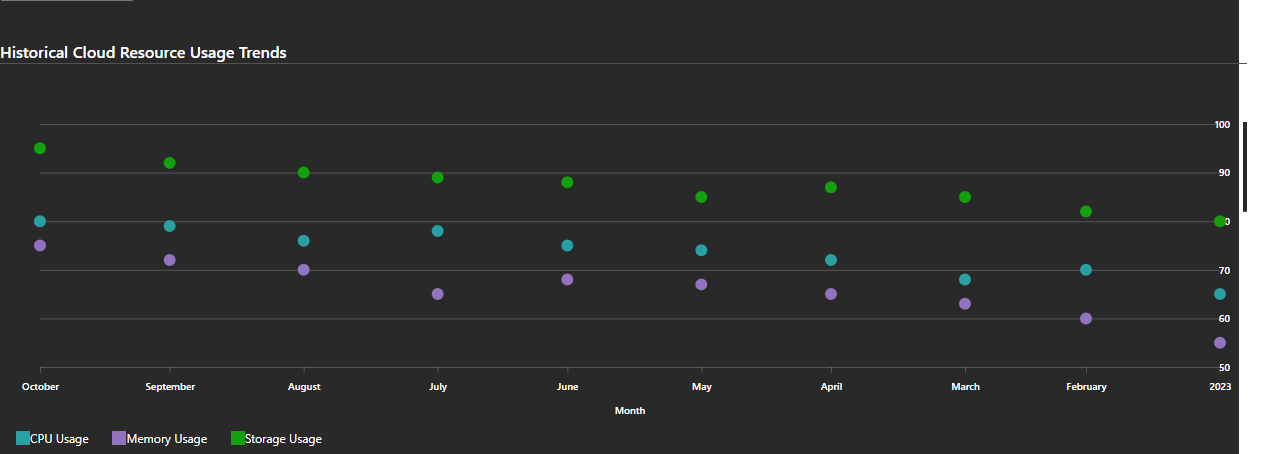 Historical Cloud Resource Usage Trends
100
90
0
70
60
50
October September August July June May April March February 2023
Month
CPU Usage Memory Usage Storage Usage